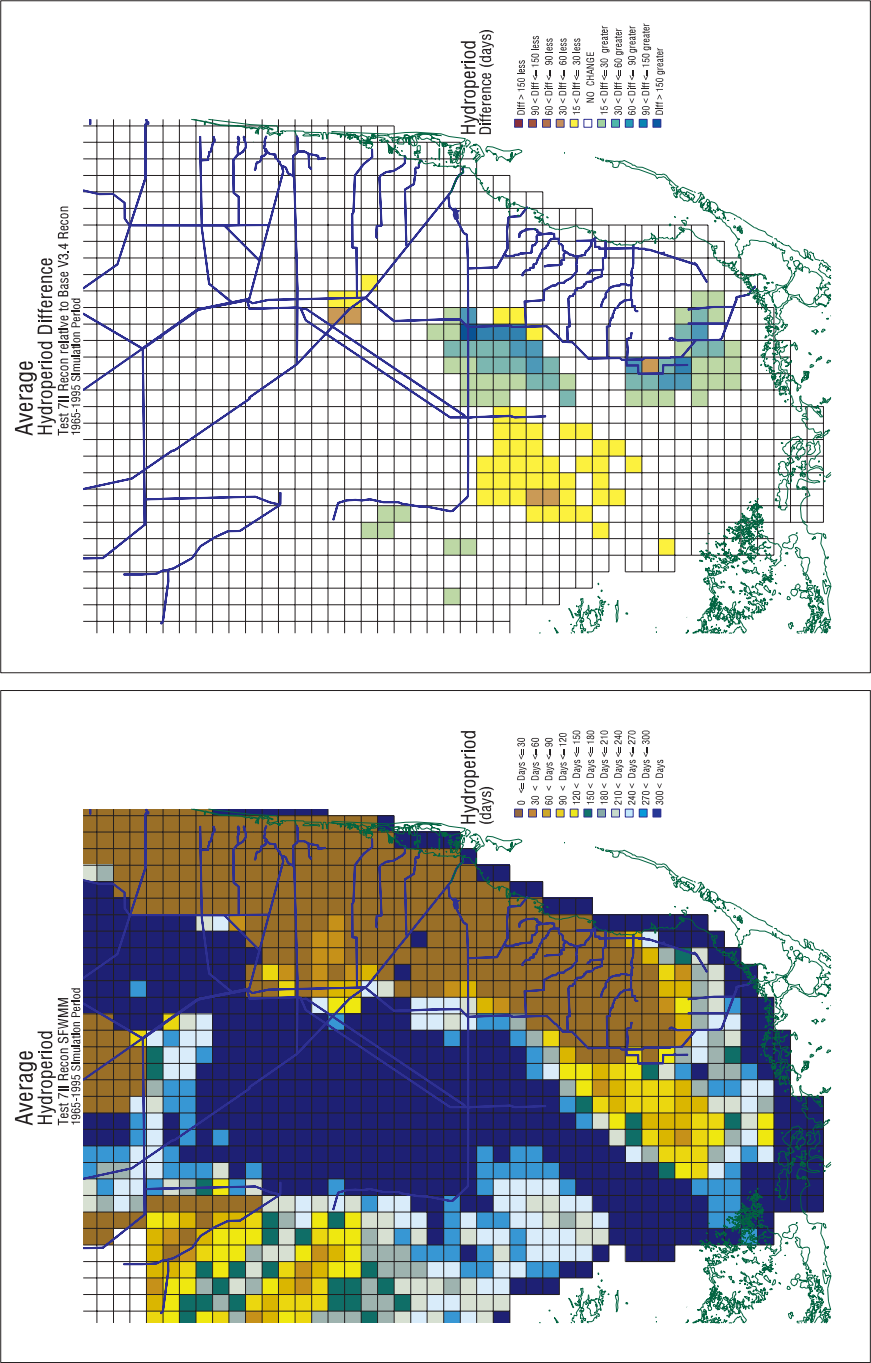 Average
Hydroperiod Difference
Test 7II Recon relative to Base V3.4 Recon
1965-1995 Simulation Period
Hydroperiod
Difference (days)
Diff > 150 less
90 < Diff <= 150 less
60 < Diff <= 90 less
30 < Diff <= 60 less
15 < Diff <= 30 less
NO CHANGE
15 < Diff <= 30 greater
30 < Diff <= 60 greater
60 < Diff <= 90 greater
90 < Diff <= 150 greater
Diff > 150 greater
Average
Hydroperiod
Test 7II Recon SFWMM
1965-1995 Simulation Period
Hydroperiod
(days)
0 <= Days <= 30
30 < Days <= 60
60 < Days <= 90
90 < Days <= 120
120 < Days <= 150
150 < Days <= 180
180 < Days <= 210
210 < Days <= 240
240 < Days <= 270
270 < Days <= 300
300 < Days